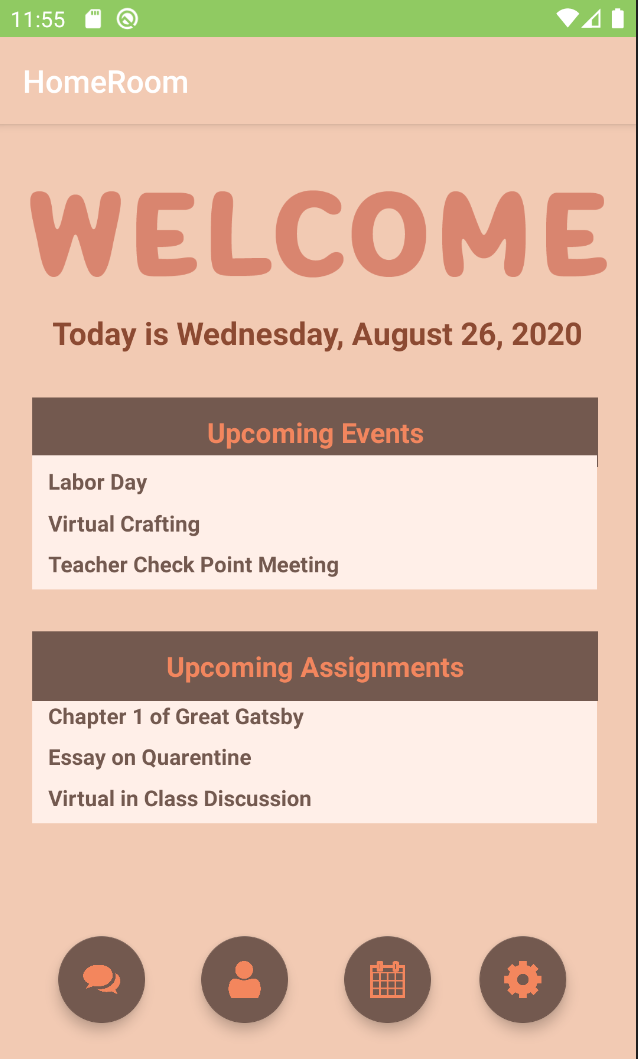 11:55
HomeRoom
WELCOME
Today is Wednesday, August 26, 2020
Upcoming Events
Labor Day
Virtual Crafting
Teacher Check Point Meeting
Upcoming Assignments
Chapter 1 of Great Gatsby
Essay on Quarentine
Virtual in Class Discussion